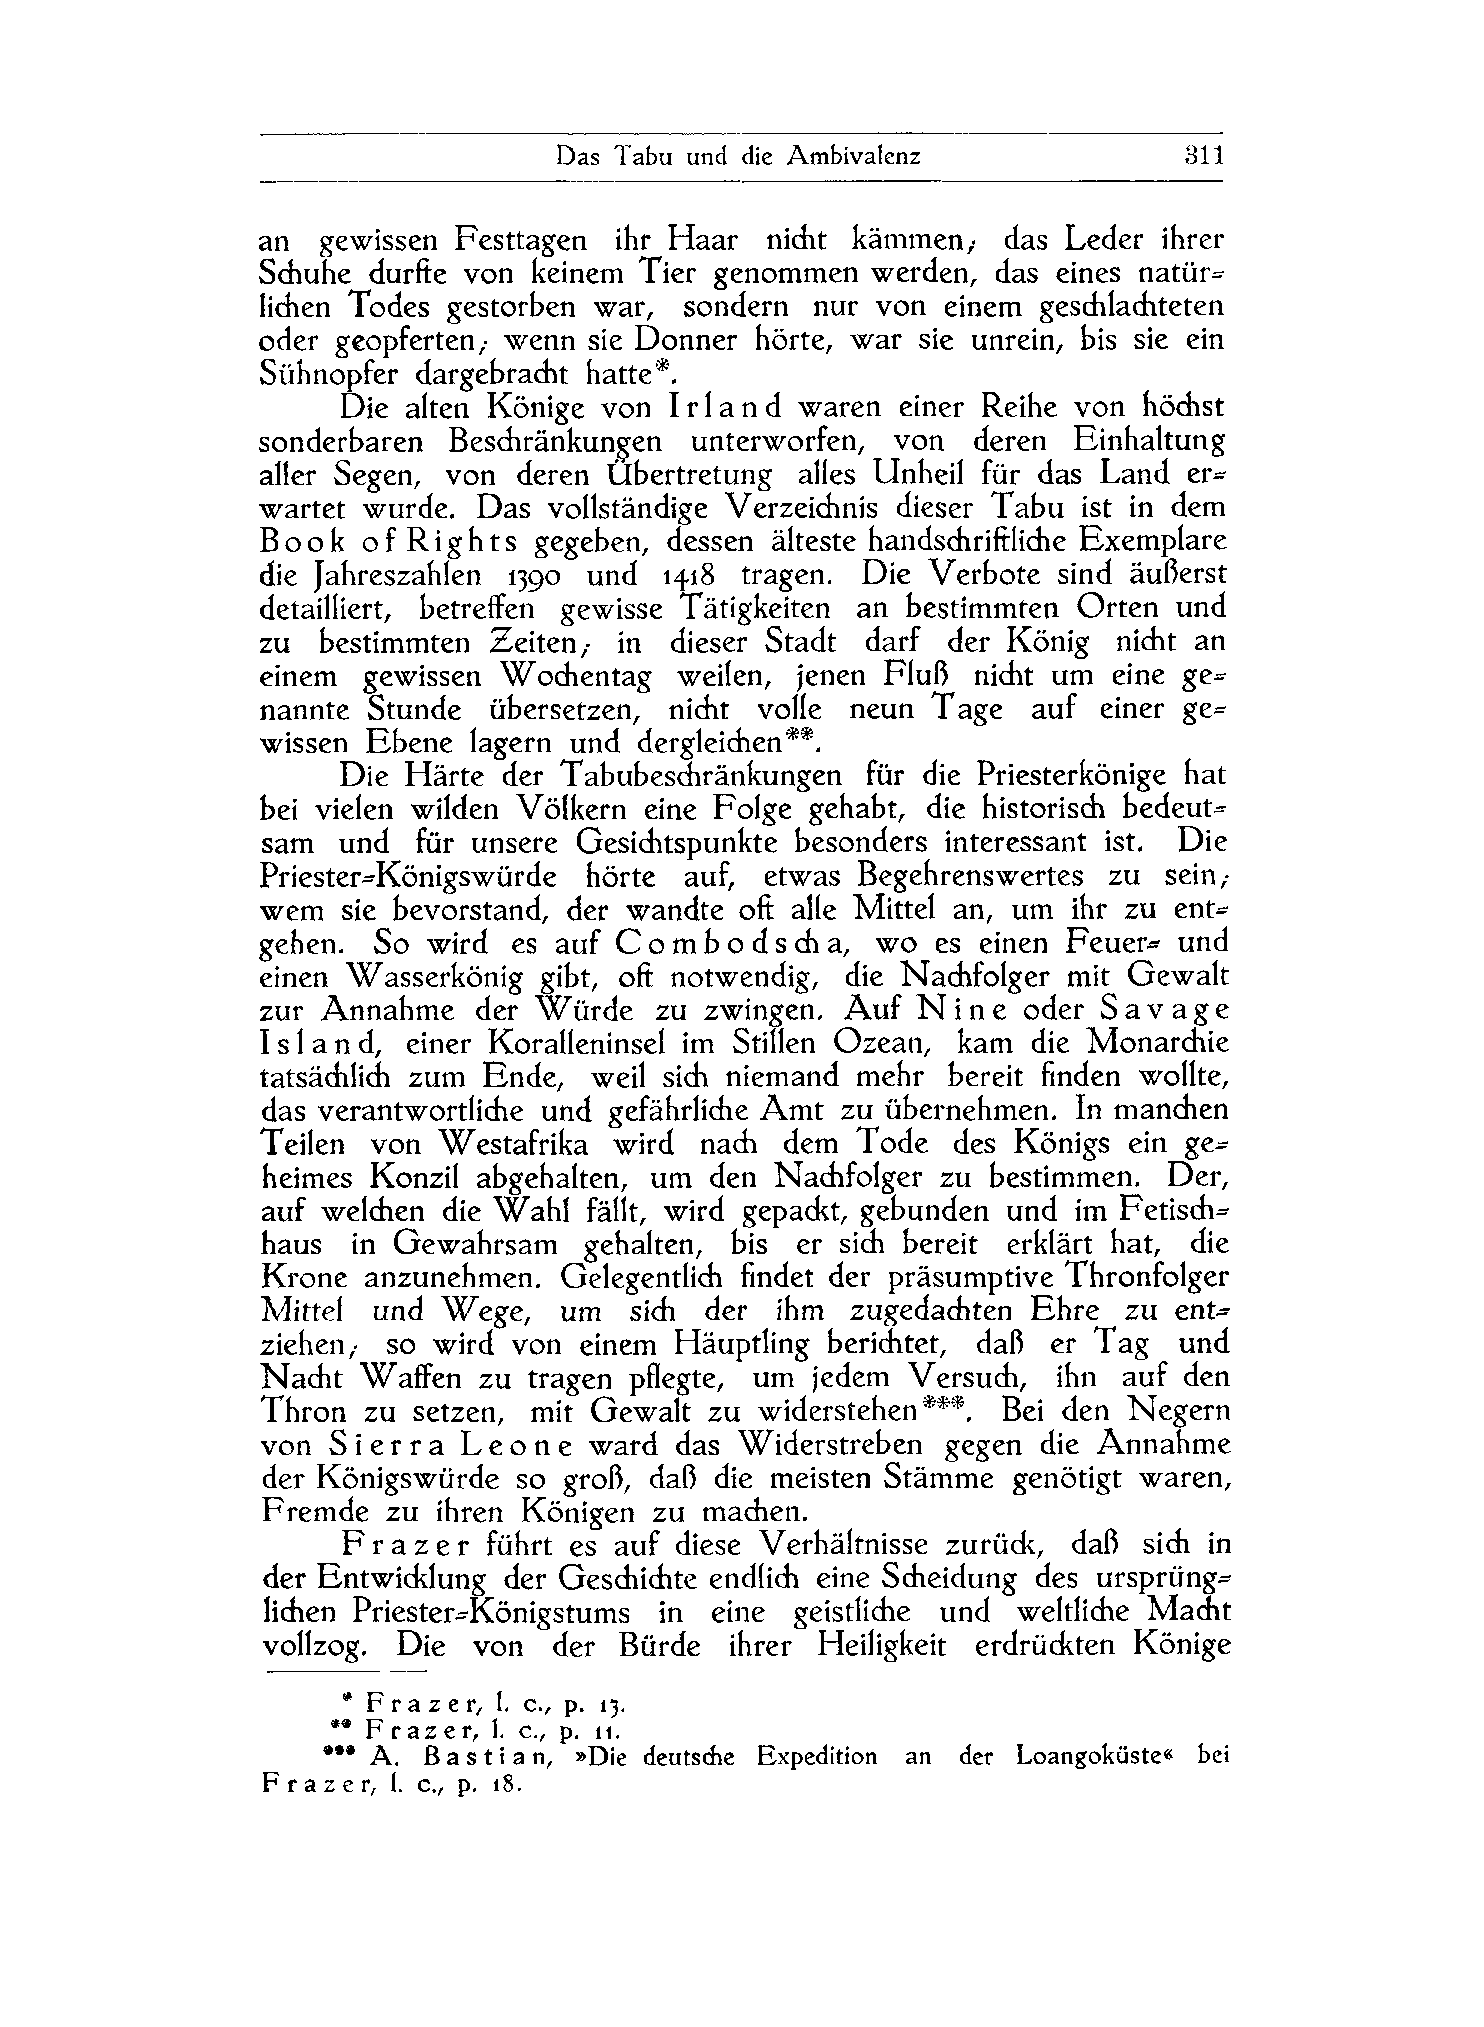 Das Tabu und die Ambivalenz 311
an gewissen Festtagen ihr Haar nicht kämmen; das Leder ihrer
Schuhe durfte von keinem Tier genommen werden, das eines natür-
lichen Todes gestorben war, sondern nur von einem geschlachteten
oder geopferten; wenn sie Donner hörte, war sie unrein, bis sie ein
Sühnopfer dargebracht hatte*.
Die alten Könige von Irland waren einer Reihe von höchst
sonderbaren Beschränkungen unterworfen, von deren Einhaltung
aller Segen, von deren Übertretung alles Unheil für das Land er-
wartet wurde. Das vollständige Verzeichnis dieser Tabu ist in dem
Book of Rights gegeben, dessen älteste handschriftliche Exemplare
die Jahreszahlen 1390 und 1418 tragen. Die Verbote sind äußerst
detailliert, betreffen gewisse Tätigkeiten an bestimmten Orten und
zu bestimmten Zeiten; in dieser Stadt darf der König nicht an
einem gewissen Wochentag weilen, jenen Fluß nicht um eine ge-
nannte Stunde übersetzen, nicht volle neun Tage auf einer ge-
wissen Ebene lagern und dergleichen**.
Die Härte der Tabubeschränkungen für die Priesterkönige hat
bei vielen wilden Völkern eine Folge gehabt, die historisch bedeut-
sam und für unsere Gesichtspunkte besonders interessant ist. Die
Priester-Königswürde hörte auf, etwas Begehrenswertes zu sein;
wem sie bevorstand, der wandte oft alle Mittel an, um ihr zu ent-
gehen. So wird es auf Combodscha, wo es einen Feuer- und
einen Wasserkönig gibt, oft notwendig, die Nachfolger mit Gewalt
zur Annahme der Würde zu zwingen. Auf Nine oder Savage
Island, einer Koralleninsel im Stillen Ozean, kam die Monarchie
tatsächlich zum Ende, weil sich niemand mehr bereit finden wollte,
das verantwortliche und gefährliche Amt zu übernehmen. In manchen
Teilen von Westafrika wird nach dem Tode des Königs ein ge-
heimes Konzil abgehalten, um den Nachfolger zu bestimmen. Der,
auf welchen die Wahl fällt, wird gepackt, gebunden und im Fetisch-
haus in Gewahrsam gehalten, bis er sich bereit erklärt hat, die
Krone anzunehmen. Gelegentlich findet der präsumptive Thronfolger
Mittel und Wege, um sich der ihm zugedachten Ehre zu ent-
ziehen; so wird von einem Häuptling berichtet, daß er Tag und
Nacht Waffen zu tragen pflegte, um jedem Versuch, ihn auf den
Thron zu setzen, mit Gewalt zu widerstehen***. Bei den Negern
von Sierra Leone ward das Widerstreben gegen die Annahme
der Königswürde so groß, daß die meisten Stämme genötigt waren,
Fremde zu ihren Königen zu machen.
Frazer führt es auf diese Verhältnisse zurück, daß sich in
der Entwicklung der Geschichte endlich eine Scheidung des ursprüng-
lichen Priester-Königstums in eine geistliche und weltliche Macht
vollzog. Die von der Bürde ihrer Heiligkeit erdrückten Könige
* Frazer, l. c., p. 13.
** Frazer, l. c., p. 11.
*** A. Bastian, »Die deutsche Expedition an der Loangoküste« bei
Frazer, l. c., p. 18.